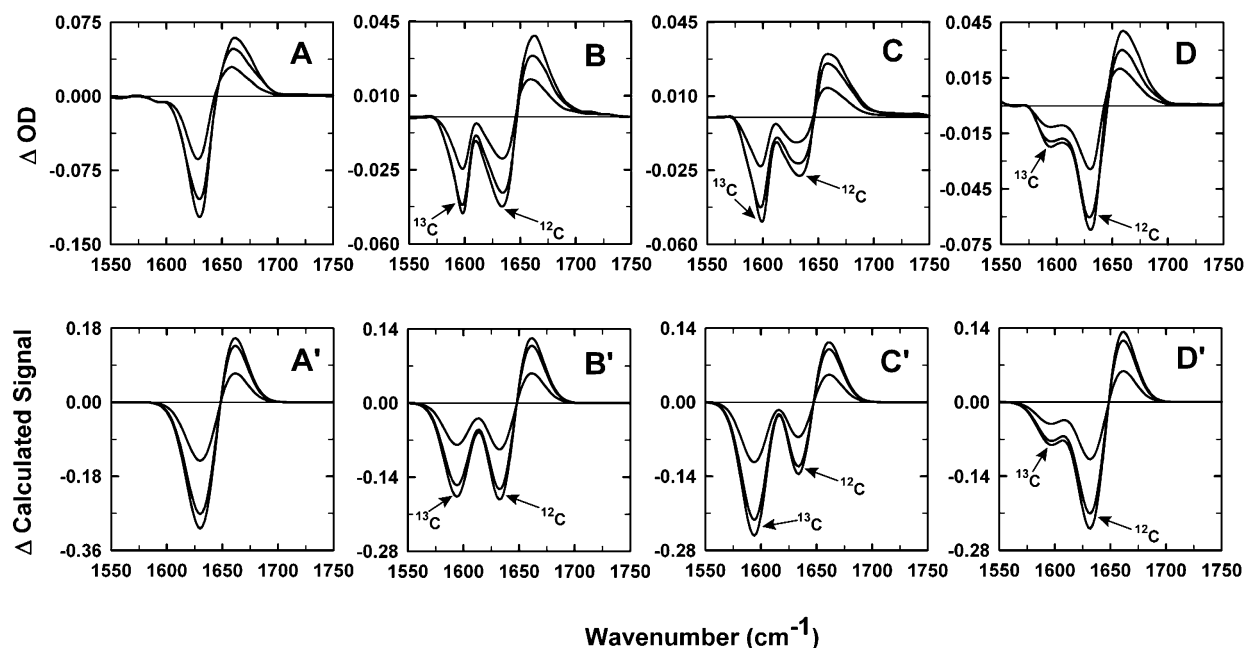 Δ OD
0.075
0.000
-0.075
-0.150
A
1550 1600 1650 1700 1750
0.045
0.010
-0.025
-0.060
B
13C
12C
1550 1600 1650 1700 1750
0.045
0.010
-0.025
-0.060
C
13C
12C
1550 1600 1650 1700 1750
0.045
0.015
-0.015
-0.045
-0.075
D
13C
12C
1550 1600 1650 1700 1750
Δ Calculated Signal
0.18
0.00
-0.18
-0.36
A'
1550 1600 1650 1700 1750
0.14
0.00
-0.14
-0.28
B'
13C
12C
1550 1600 1650 1700 1750
0.14
0.00
-0.14
-0.28
C'
12C
13C
1550 1600 1650 1700 1750
0.14
0.00
-0.14
-0.28
D'
13C
12C
1550 1600 1650 1700 1750
Wavenumber (cm-1)